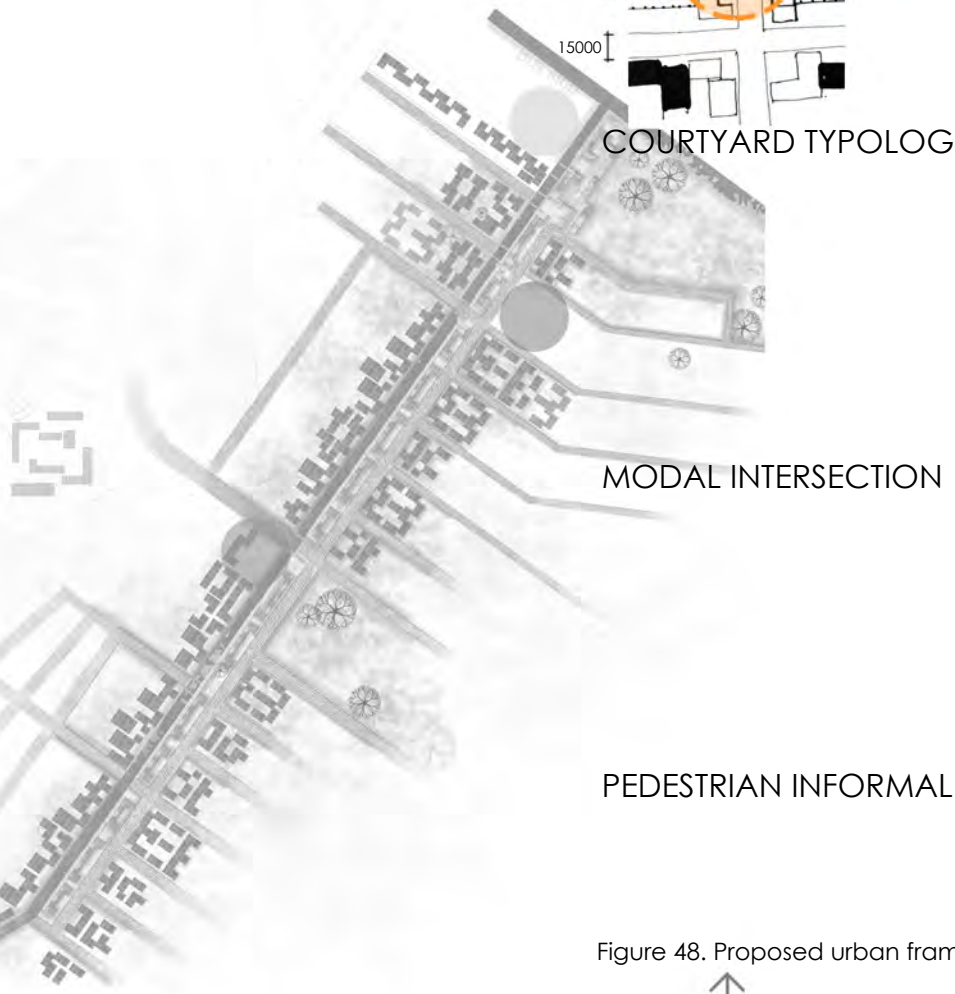 15000
COURTYARD TYPOLOG
MODAL INTERSECTION
PEDESTRIAN INFORMAL
Figure 48. Proposed urban fram